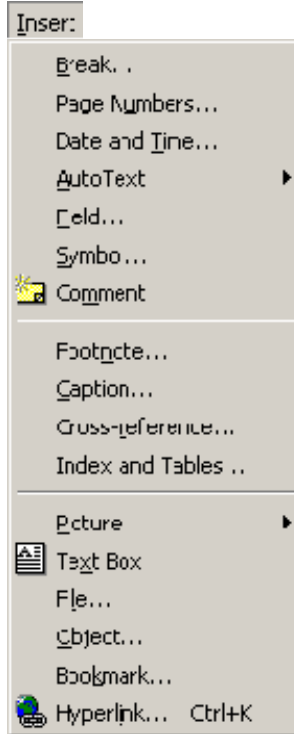 Insert
Break...
Page Numbers...
Date and Time...
AutoText
Field...
Symbol...
Comment
Footnote...
Caption...
Cross-reference...
Index and Tables...
Picture
Text Box
File...
Object...
Bookmark...
Hyperlink... Ctrl+K